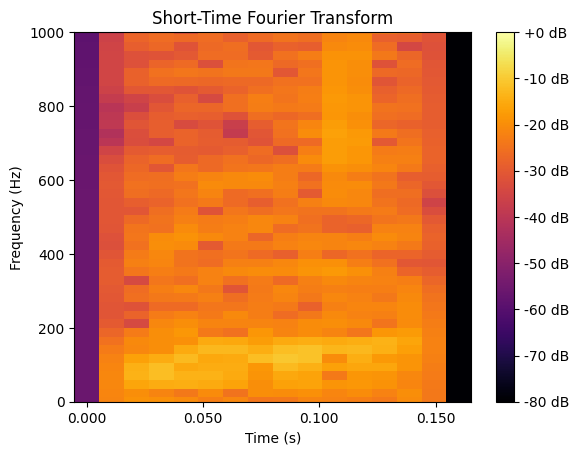 Short-Time Fourier Transform
1000
800
600
400
200
0
Frequency (Hz)
0.000
0.050
0.100
0.150
Time (s)
+0 dB
-10 dB
-20 dB
-30 dB
-40 dB
-50 dB
-60 dB
-70 dB
-80 dB